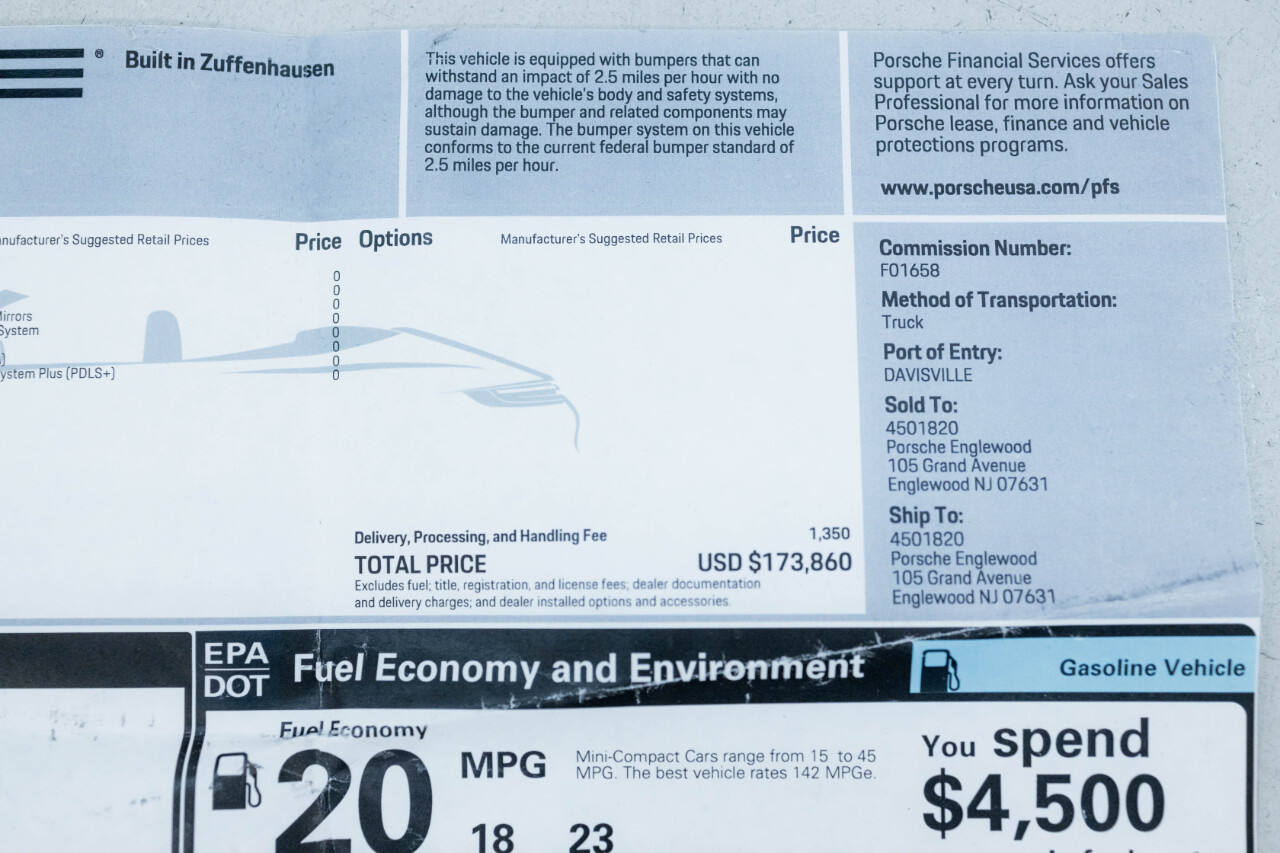 ® Built in Zuffenhausen
This vehicle is equipped with bumpers that can
withstand an impact of 2.5 miles per hour with no
damage to the vehicle's body and safety systems,
although the bumper and related components may
sustain damage. The bumper system on this vehicle
conforms to the current federal bumper standard of
2.5 miles per hour.
Porsche Financial Services offers
support at every turn. Ask your Sales
Professional for more information on
Porsche lease, finance and vehicle
protections programs.
www.porscheusa.com/pfs
nufacturer's Suggested Retail Prices Price
0
0
0
Mirrors 0
System 0
0
) 0
ystem Plus (PDLS+) 0
Options Manufacturer's Suggested Retail Prices Price
Delivery, Processing, and Handling Fee 1,350
TOTAL PRICE USD $173,860
Excludes fuel; title, registration, and license fees; dealer documentation
and delivery charges; and dealer installed options and accessories.
Commission Number:
F01658
Method of Transportation:
Truck
Port of Entry:
DAVISVILLE
Sold To:
4501820
Porsche Englewood
105 Grand Avenue
Englewood NJ 07631
Ship To:
4501820
Porsche Englewood
105 Grand Avenue
Englewood NJ 07631
EPA
DOT
Fuel Economy and Environment
Gasoline Vehicle
Fuel Economy
20 MPG
18 23
Mini-Compact Cars range from 15 to 45
MPG. The best vehicle rates 142 MPGe.
You spend
$4,500